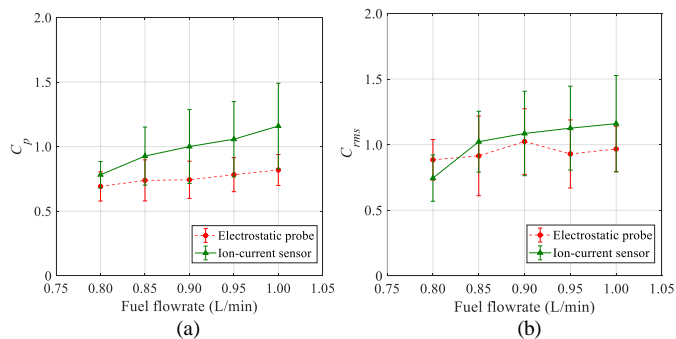 2.0
1.5
1.0
0.5
0
C_p
0.75 0.80 0.85 0.90 0.95 1.00 1.05
Fuel flowrate (L/min)
Electrostatic probe
Ion-current sensor
(a)
2.0
1.5
1.0
0.5
0
C_rms
0.75 0.80 0.85 0.90 0.95 1.00 1.05
Fuel flowrate (L/min)
Electrostatic probe
Ion-current sensor
(b)